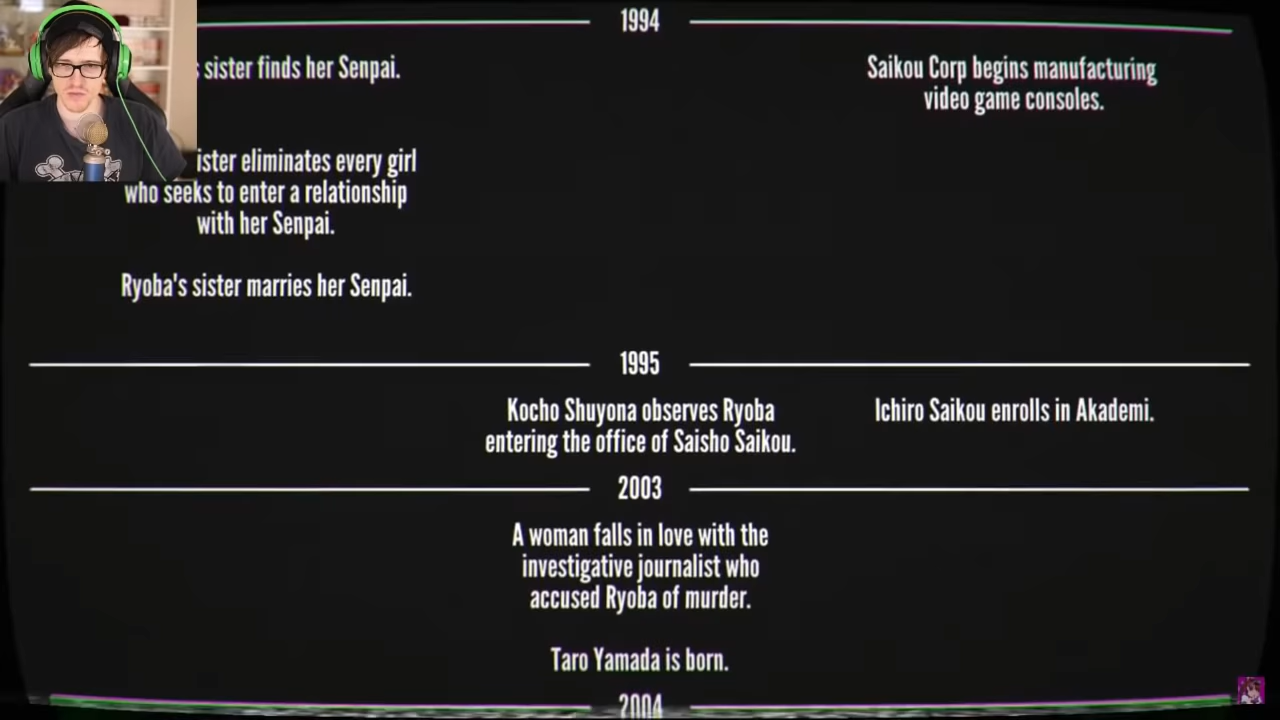 1994
sister finds her Senpai.
Saikou Corp begins manufacturing
video game consoles.
ister eliminates every girl
who seeks to enter a relationship
with her Senpai.
Ryoba's sister marries her Senpai.
1995
Kocho Shuyona observes Ryoba
entering the office of Saisho Saikou.
Ichiro Saikou enrolls in Akademi.
2003
A woman falls in love with the
investigative journalist who
accused Ryoba of murder.
Taro Yamada is born.
2004